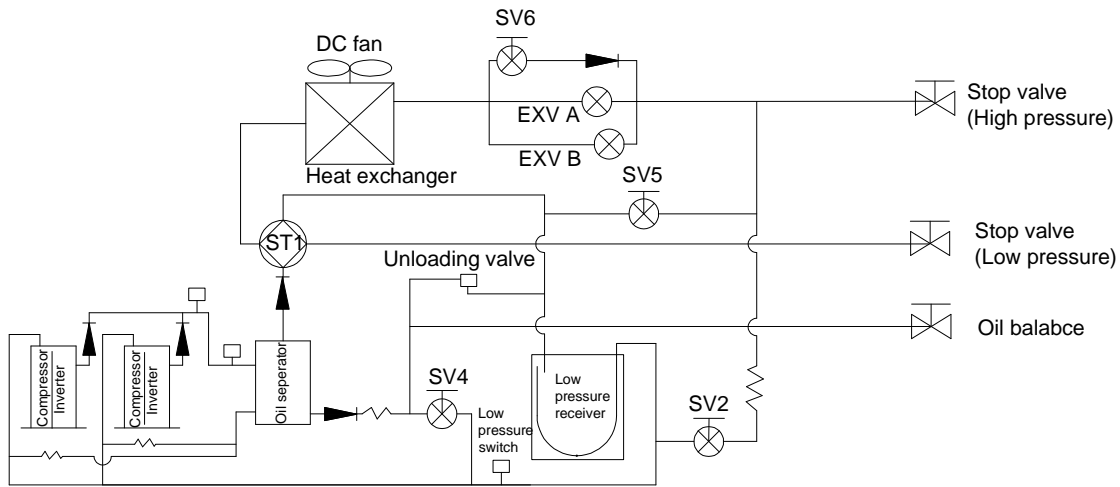 SV6
DC fan
EXV A
EXV B
Heat exchanger
Stop valve
(High pressure)
SV5
ST1
Stop valve
(Low pressure)
Unloading valve
Oil balabce
Compressor
Inverter
Compressor
Inverter
Oil seperator
SV4
Low
pressure
switch
Low
pressure
receiver
SV2